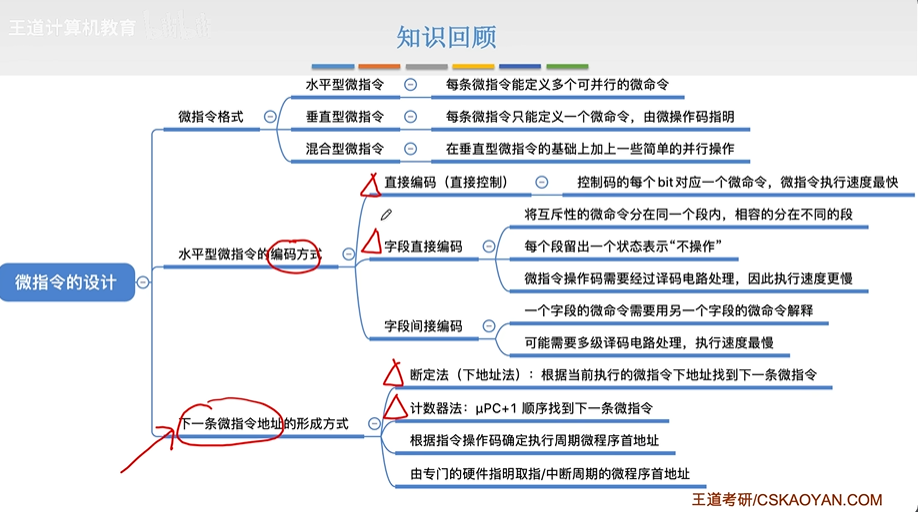 王道计算机教育
知识回顾
微指令的设计
微指令格式
水平型微指令
每条微指令能定义多个可并行的微命令
垂直型微指令
每条微指令只能定义一个微命令，由微操作码指明
混合型微指令
在垂直型微指令的基础上加上一些简单的并行操作
水平型微指令的编码方式
直接编码（直接控制）
控制码的每个bit对应一个微命令，微指令执行速度最快
字段直接编码
将互斥性的微命令分在同一个段内，相容的分在不同的段
每个段留出一个状态表示“不操作”
微指令操作码需要经过译码电路处理，因此执行速度更慢
字段间接编码
一个字段的微命令需要用另一个字段的微命令解释
可能需要多级译码电路处理，执行速度最慢
下一条微指令地址的形成方式
断定法（下地址法）：根据当前执行的微指令下地址找到下一条微指令
计数器法：μPC+1 顺序找到下一条微指令
根据指令操作码确定执行周期微程序首地址
由专门的硬件指明取指/中断周期的微程序首地址
王道考研/CSKAOYAN.COM